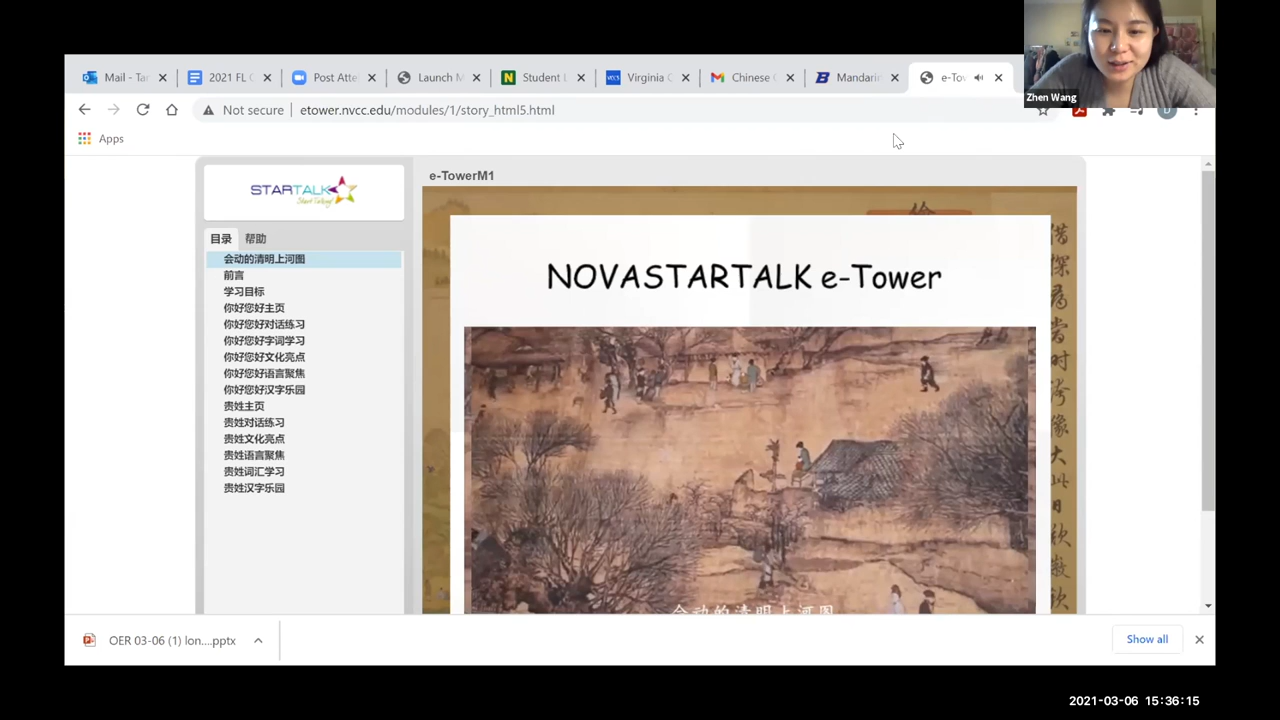 Mail - Tar
2021 FL C
Post Atte
Launch M
Student L
Virginia C
Chinese C
Mandarin
e-Tow
Zhen Wang
Not secure
etower.nvcc.edu/modules/1/story_html5.html
Apps
STARTALK
Start Talking!
e-TowerM1
目录
帮助
会动的清明上河图
前言
学习目标
你好您好主页
你好您好对话练习
你好您好字词学习
你好您好文化亮点
你好您好语言聚焦
你好您好汉字乐园
贵姓主页
贵姓对话练习
贵姓文化亮点
贵姓语言聚焦
贵姓词汇学习
贵姓汉字乐园
NOVASTARTALK e-Tower
会动的清明上河图
OER 03-06 (1) lon....pptx
Show all
2021-03-06 15:36:15